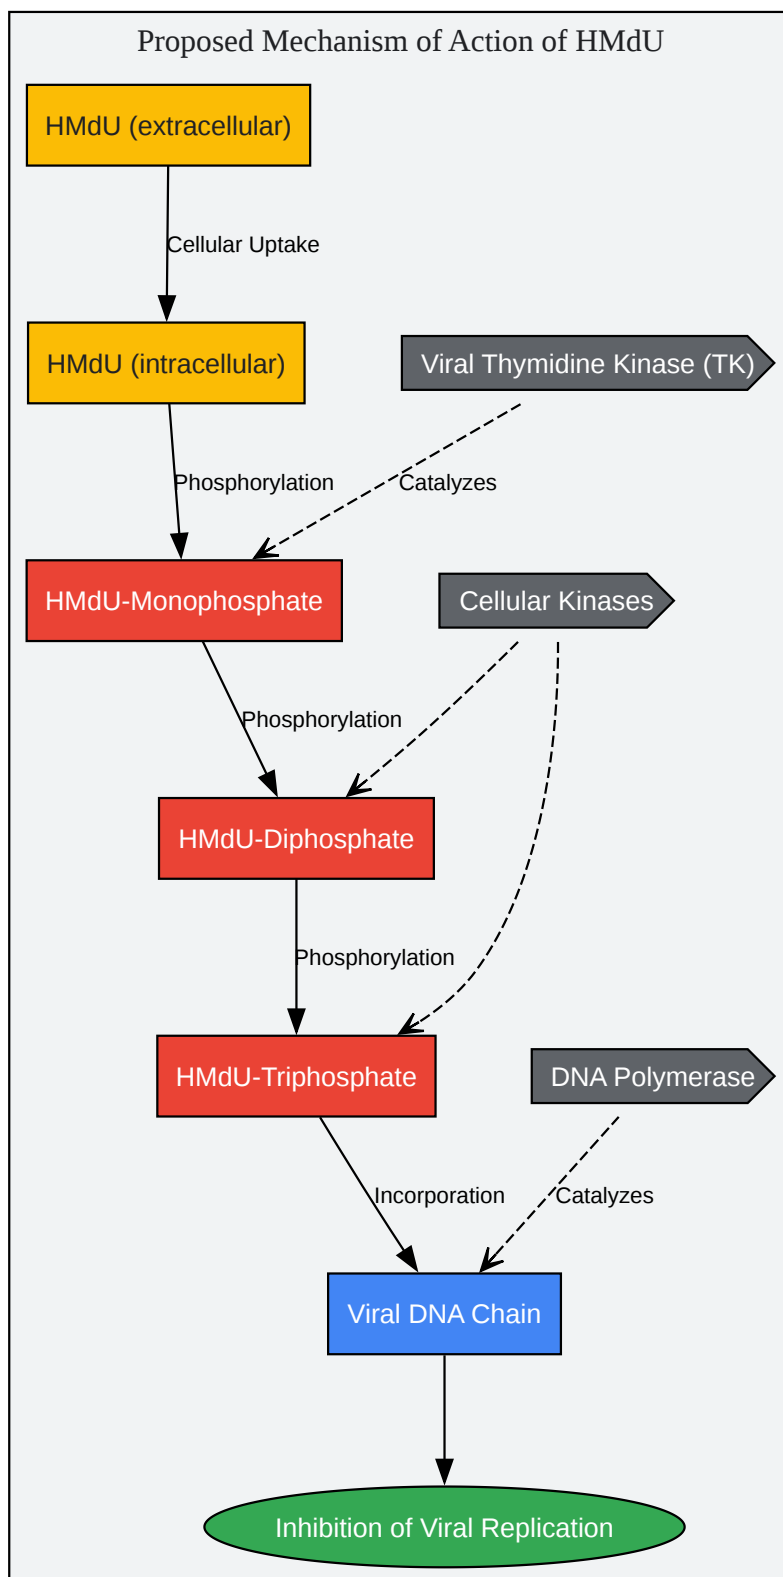 Proposed Mechanism of Action of HMdU
HMdU (extracellular)
Cellular Uptake
HMdU (intracellular)
Viral Thymidine Kinase (TK)
Phosphorylation
Catalyzes
HMdU-Monophosphate
Cellular Kinases
Phosphorylation
HMdU-Diphosphate
Phosphorylation
HMdU-Triphosphate
DNA Polymerase
Incorporation
Catalyzes
Viral DNA Chain
Inhibition of Viral Replication